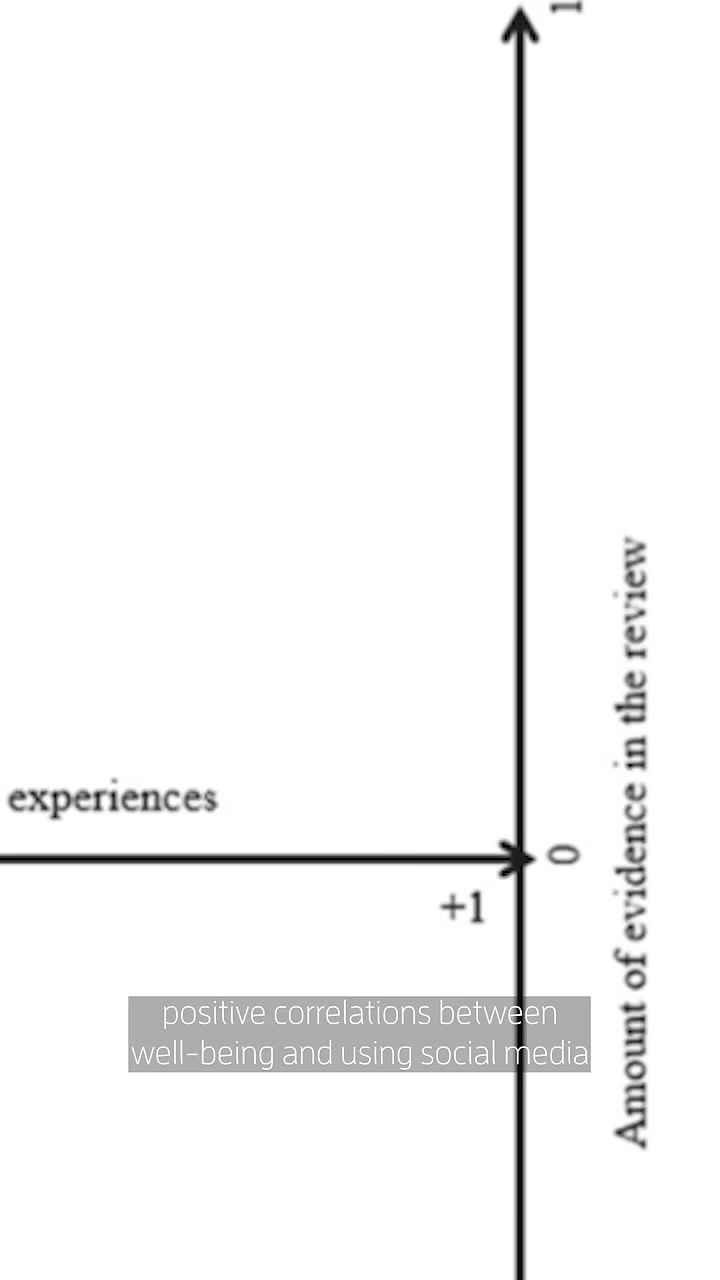 1
experiences
0
+1
Amount of evidence in the review
positive correlations between
well-being and using social media